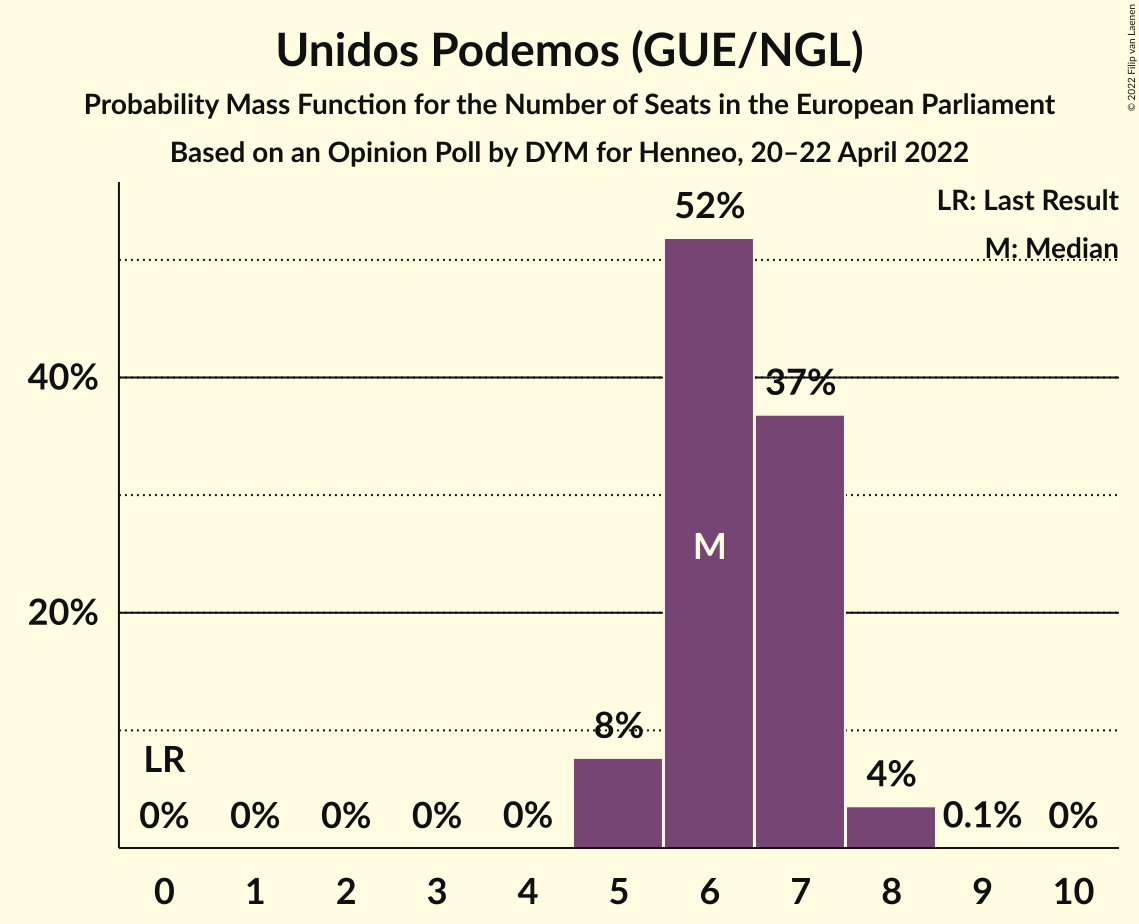 Unidos Podemos (GUE/NGL)
Probability Mass Function for the Number of Seats in the European Parliament
Based on an Opinion Poll by DYM for Henneo, 20–22 April 2022
© 2022 Filip van Laenen
LR: Last Result
M: Median
52%
40%
37%
M
20%
8%
LR
4%
0% 0% 0% 0% 0% 0.1% 0%
0 1 2 3 4 5 6 7 8 9 10